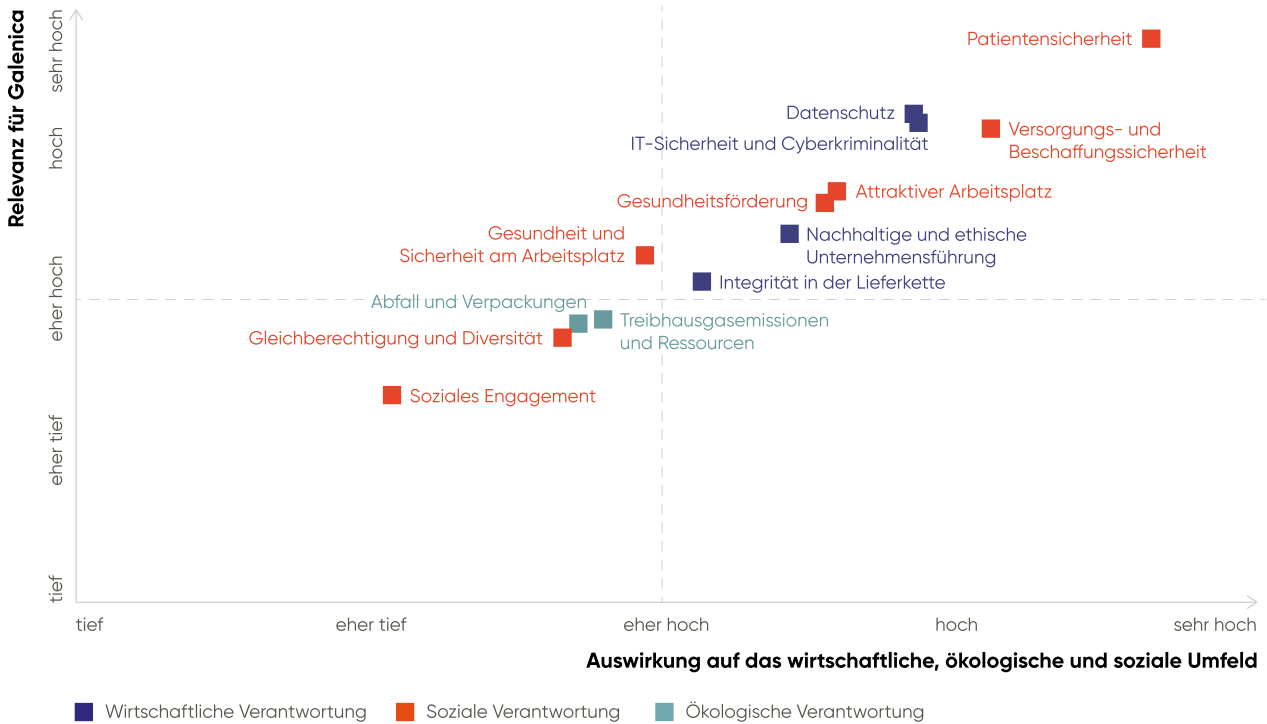 Relevanz für Galenica
sehr hoch
hoch
eher hoch
eher tief
tief
Patientensicherheit
Datenschutz
IT-Sicherheit und Cyberkriminalität
Versorgungs- und
Beschaffungssicherheit
Attraktiver Arbeitsplatz
Gesundheitsförderung
Gesundheit und
Sicherheit am Arbeitsplatz
Nachhaltige und ethische
Unternehmensführung
Integrität in der Lieferkette
Abfall und Verpackungen
Treibhausgasemissionen
und Ressourcen
Gleichberechtigung und Diversität
Soziales Engagement
tief
eher tief
eher hoch
hoch
sehr hoch
Auswirkung auf das wirtschaftliche, ökologische und soziale Umfeld
Wirtschaftliche Verantwortung
Soziale Verantwortung
Ökologische Verantwortung